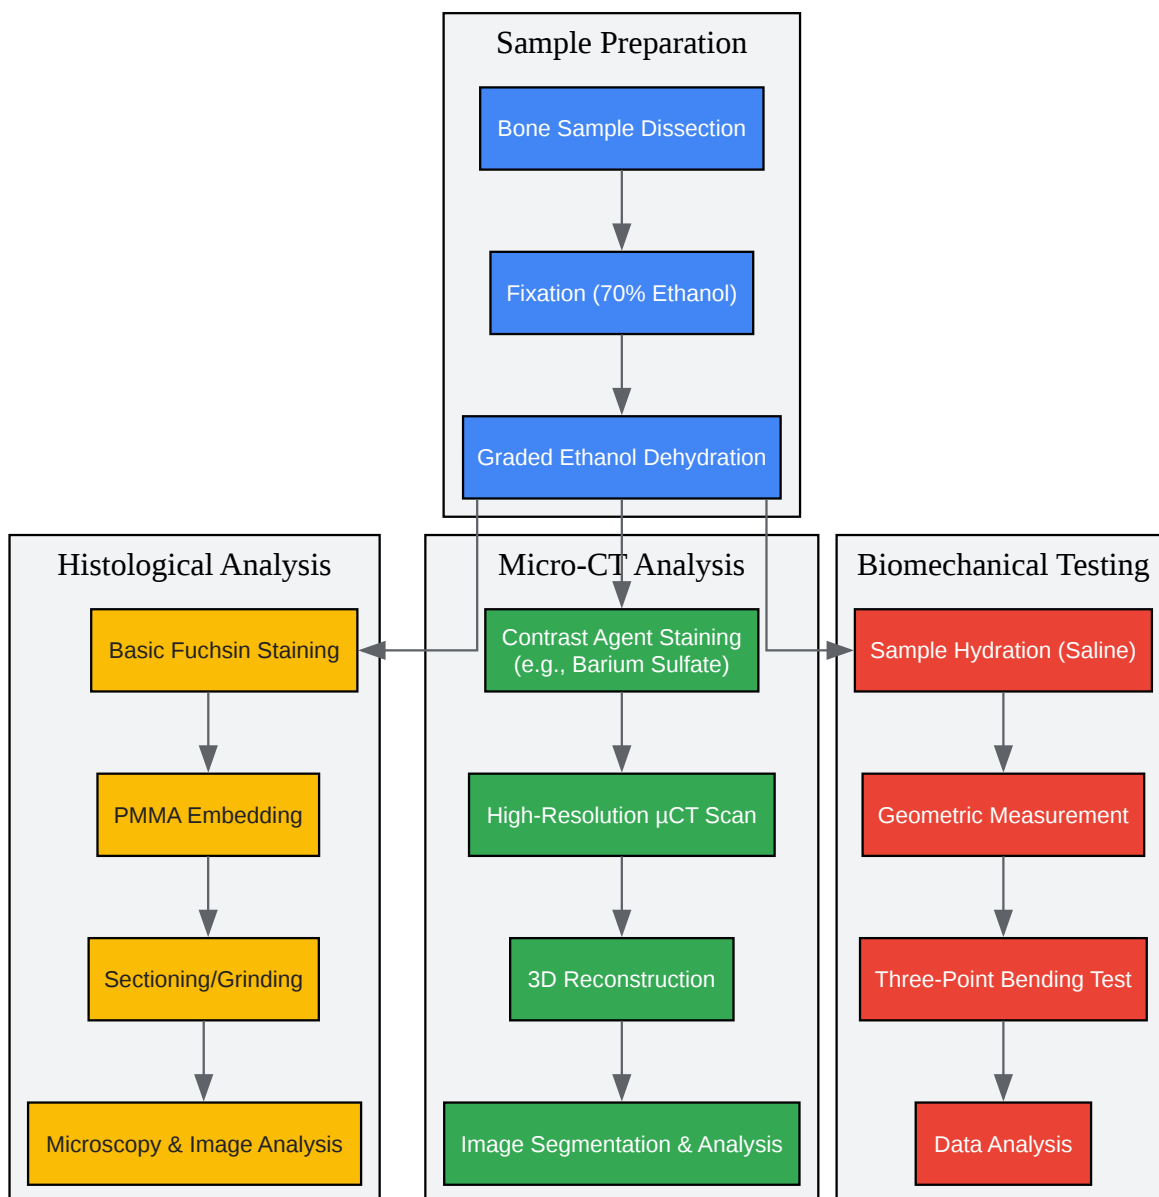 Sample Preparation
Bone Sample Dissection
Fixation (70% Ethanol)
Graded Ethanol Dehydration
Histological Analysis
Basic Fuchsin Staining
PMMA Embedding
Sectioning/Grinding
Microscopy & Image Analysis
Micro-CT Analysis
Contrast Agent Staining
(e.g., Barium Sulfate)
High-Resolution µCT Scan
3D Reconstruction
Image Segmentation & Analysis
Biomechanical Testing
Sample Hydration (Saline)
Geometric Measurement
Three-Point Bending Test
Data Analysis